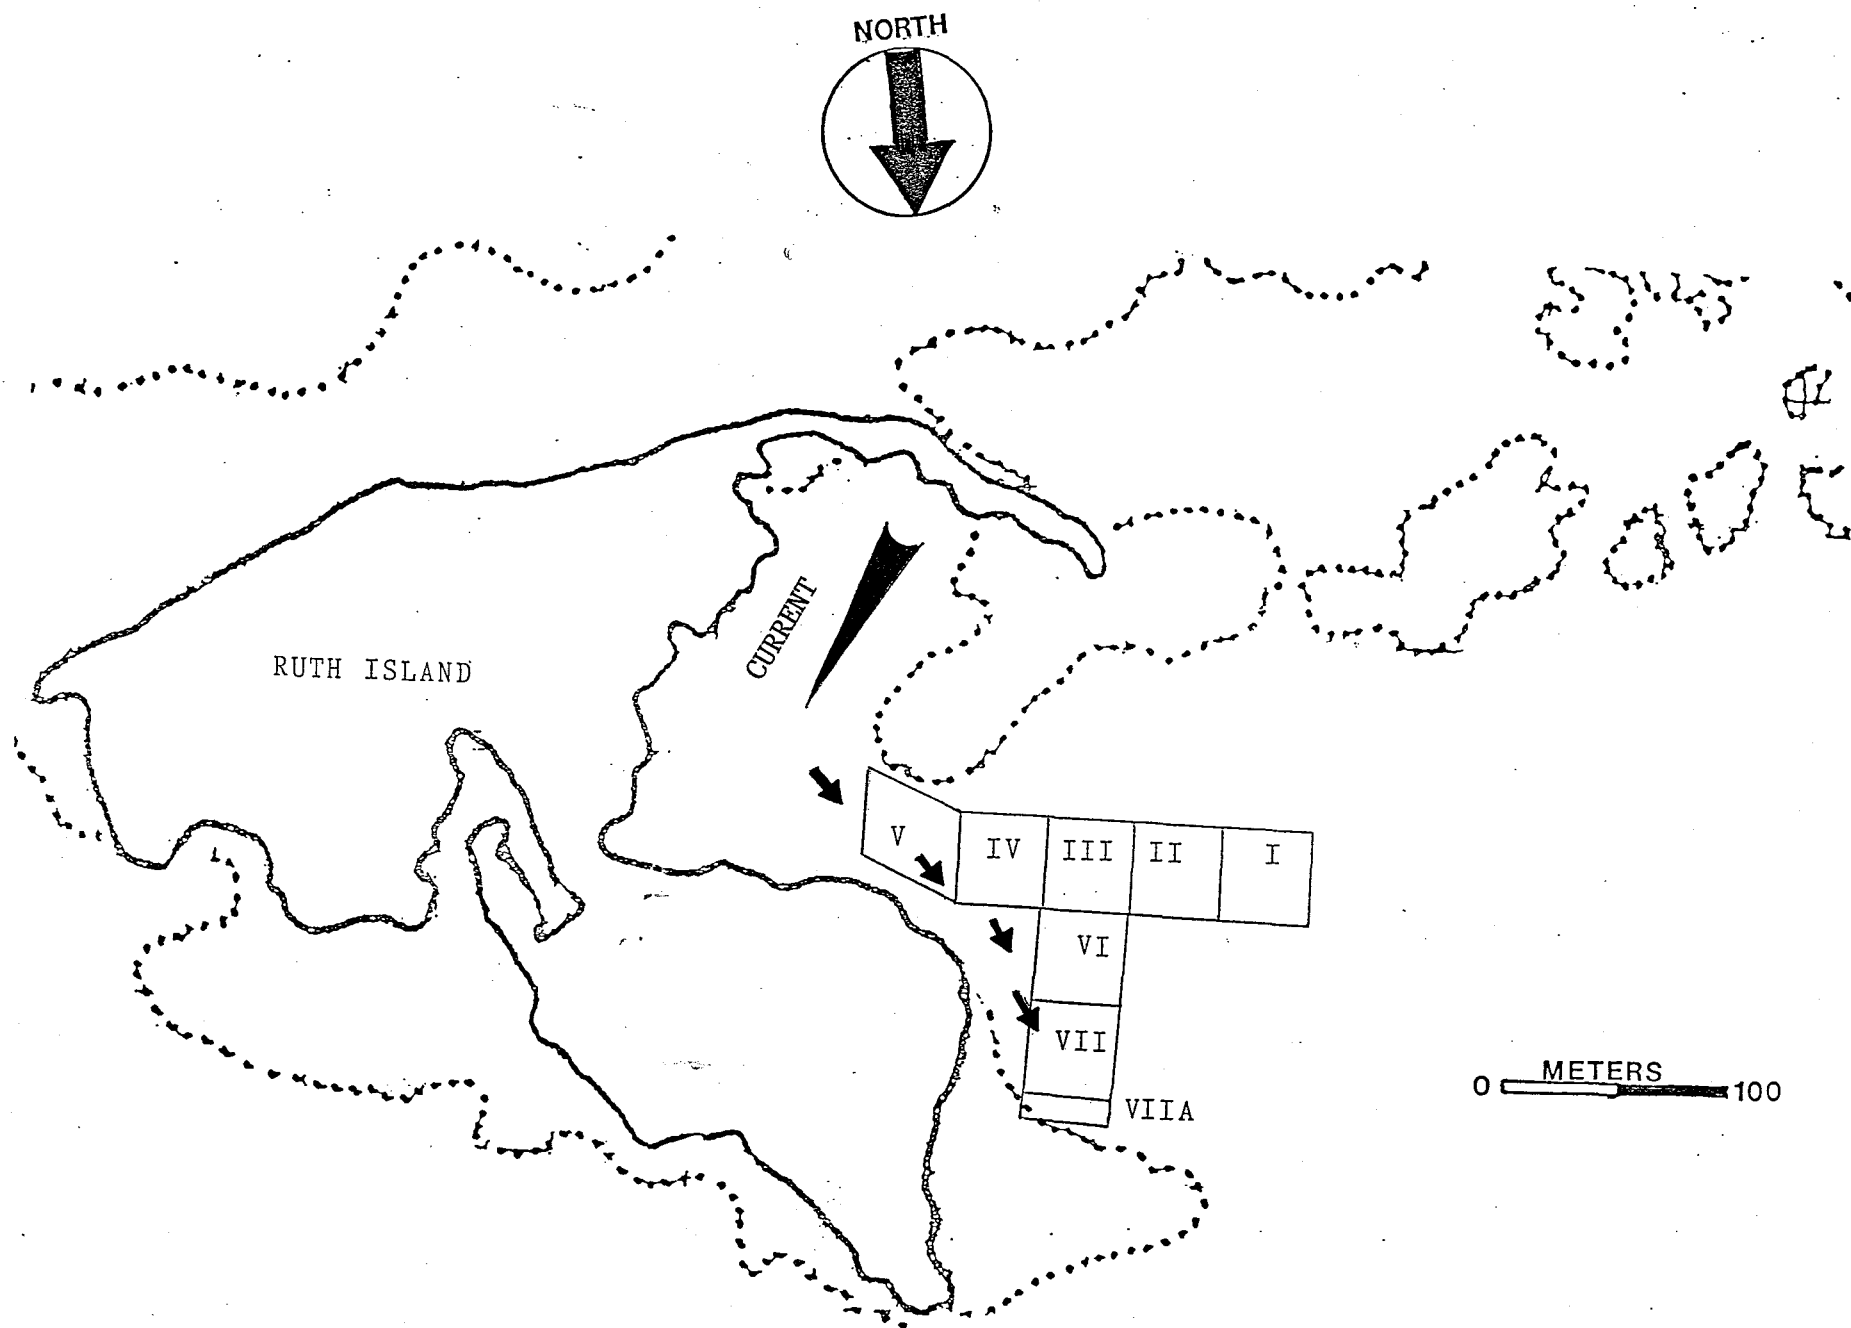 NORTH
CURRENT
RUTH ISLAND
V
IV
III
II
I
VI
VII
VIIA
0 METERS 100